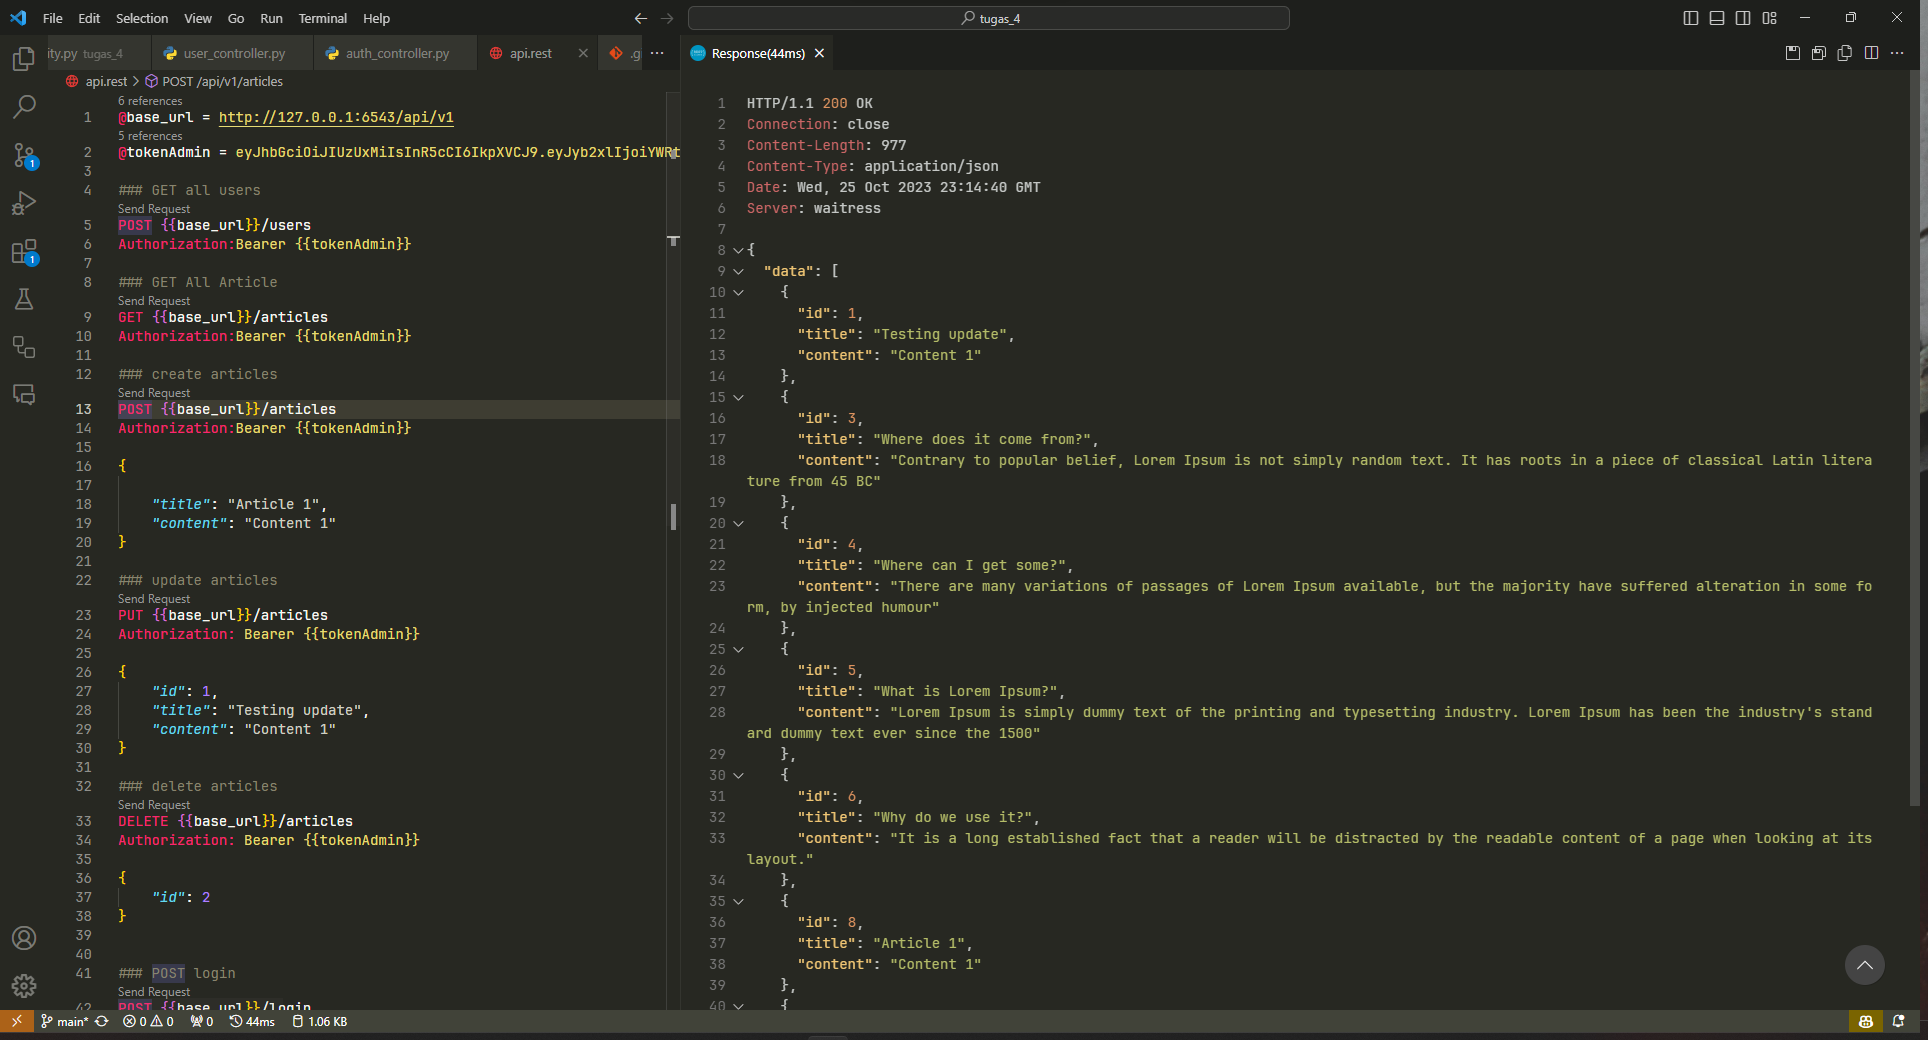 File Edit Selection View Go Run Terminal Help
tugas_4
ity.py tugas_4
user_controller.py
auth_controller.py
api.rest
.g
Response(44ms)
api.rest > POST /api/v1/articles
6 references
1 @base_url = http://127.0.0.1:6543/api/v1
5 references
2 @tokenAdmin = eyJhbGciOiJIUzUxMiIsInR5cCI6IkpXVCJ9.eyJyb2xlIjoiYWRt
3
4 ### GET all users
Send Request
5 POST {{base_url}}/users
6 Authorization:Bearer {{tokenAdmin}}
7
8 ### GET All Article
Send Request
9 GET {{base_url}}/articles
10 Authorization:Bearer {{tokenAdmin}}
11
12 ### create articles
Send Request
13 POST {{base_url}}/articles
14 Authorization:Bearer {{tokenAdmin}}
15
16 {
17
18 "title": "Article 1",
19 "content": "Content 1"
20 }
21
22 ### update articles
Send Request
23 PUT {{base_url}}/articles
24 Authorization: Bearer {{tokenAdmin}}
25
26 {
27 "id": 1,
28 "title": "Testing update",
29 "content": "Content 1"
30 }
31
32 ### delete articles
Send Request
33 DELETE {{base_url}}/articles
34 Authorization: Bearer {{tokenAdmin}}
35
36 {
37 "id": 2
38 }
39
40
41 ### POST login
Send Request
42 POST {{base_url}}/login
1 HTTP/1.1 200 OK
2 Connection: close
3 Content-Length: 977
4 Content-Type: application/json
5 Date: Wed, 25 Oct 2023 23:14:40 GMT
6 Server: waitress
7
8 {
9 "data": [
10 {
11 "id": 1,
12 "title": "Testing update",
13 "content": "Content 1"
14 },
15 {
16 "id": 3,
17 "title": "Where does it come from?",
18 "content": "Contrary to popular belief, Lorem Ipsum is not simply random text. It has roots in a piece of classical Latin litera
ture from 45 BC"
19 },
20 {
21 "id": 4,
22 "title": "Where can I get some?",
23 "content": "There are many variations of passages of Lorem Ipsum available, but the majority have suffered alteration in some fo
rm, by injected humour"
24 },
25 {
26 "id": 5,
27 "title": "What is Lorem Ipsum?",
28 "content": "Lorem Ipsum is simply dummy text of the printing and typesetting industry. Lorem Ipsum has been the industry's stand
ard dummy text ever since the 1500"
29 },
30 {
31 "id": 6,
32 "title": "Why do we use it?",
33 "content": "It is a long established fact that a reader will be distracted by the readable content of a page when looking at its
layout."
34 },
35 {
36 "id": 8,
37 "title": "Article 1",
38 "content": "Content 1"
39 },
40 {
1
1
main* 0 0 0 44ms 1.06 KB